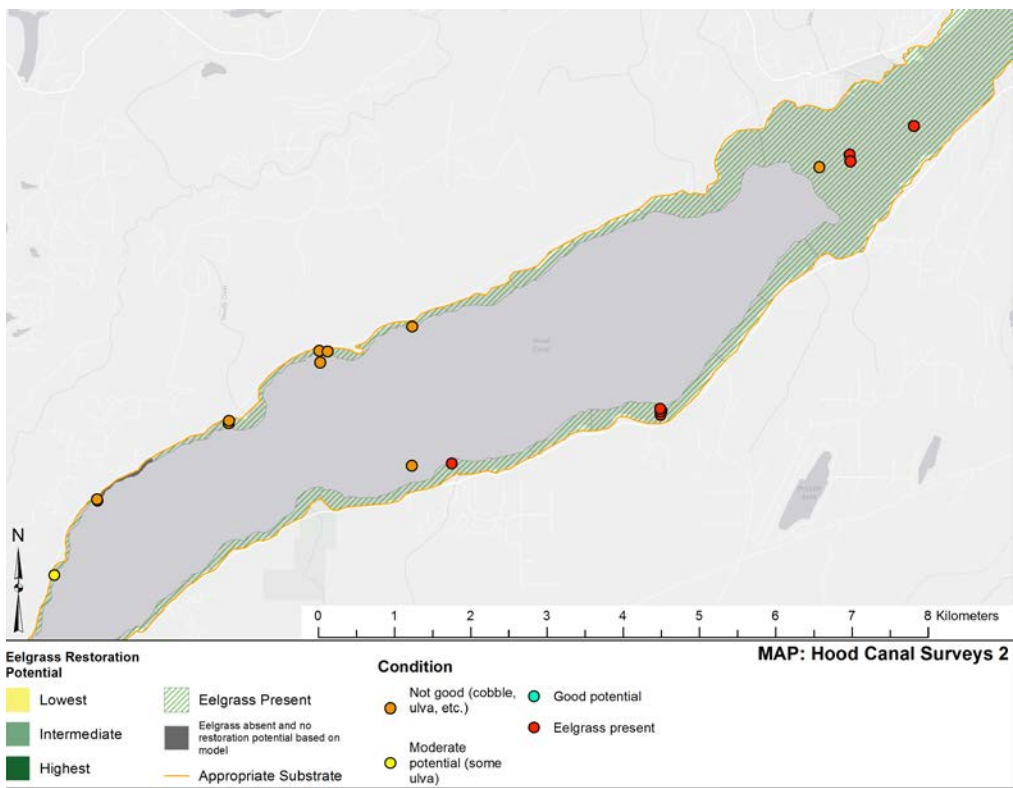 Hood
Canal
N
0 1 2 3 4 5 6 7 8 Kilometers
MAP: Hood Canal Surveys 2
Eelgrass Restoration
Potential
Lowest
Intermediate
Highest
Eelgrass Present
Eelgrass absent and no
restoration potential based on
model
Appropriate Substrate
Condition
Not good (cobble,
ulva, etc.)
Moderate
potential (some
ulva)
Good potential
Eelgrass present